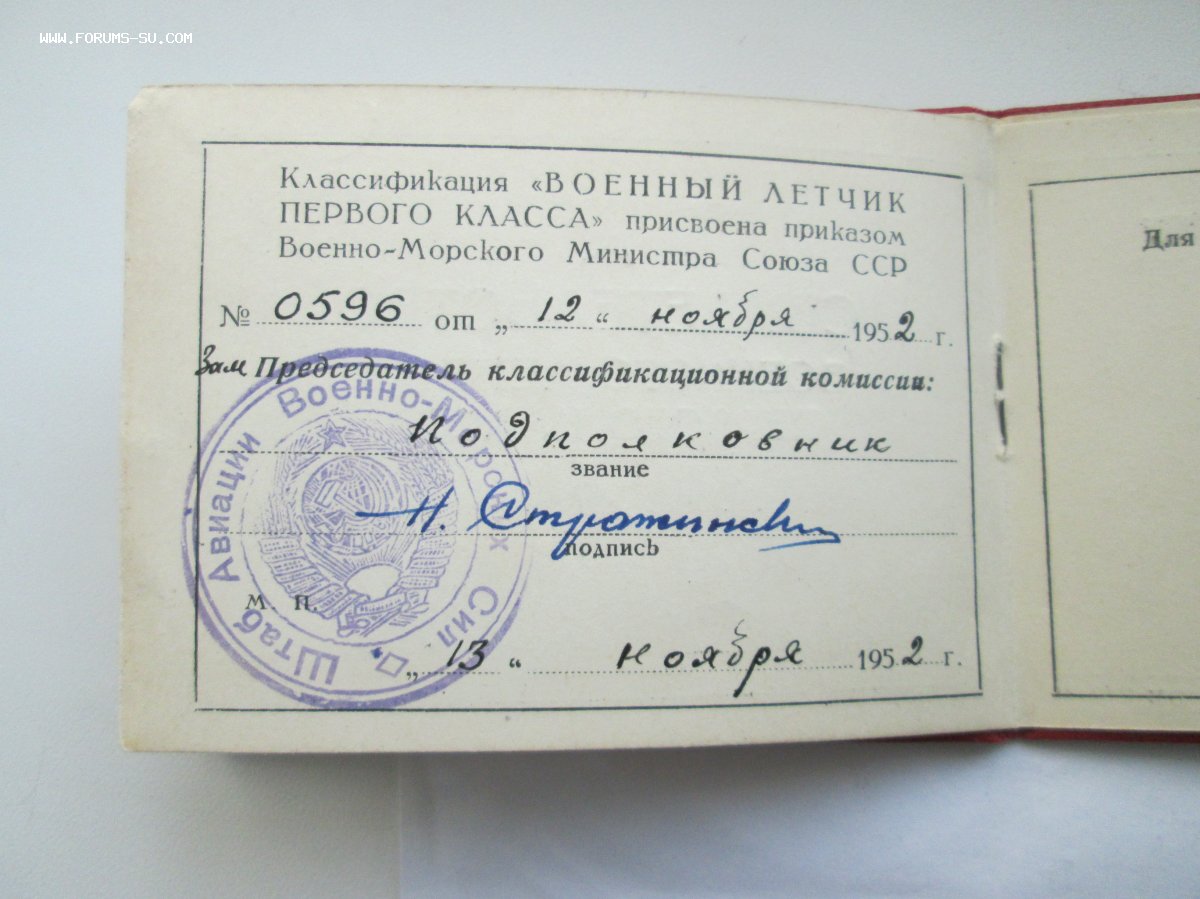 WWW.FORUMS-SU.COM
Классификация «ВОЕННЫЙ ЛЕТЧИК
ПЕРВОГО КЛАССА» присвоена приказом
Военно-Морского Министра Союза ССР
№ 0596 от „12“ ноября 1952 г.
Зам Председатель классификационной комиссии:
Подполковник
звание
Н.
подпись
М. П.
„13“ ноября 1952 г.
Штаб Авиации Военно-Морских Сил
Для